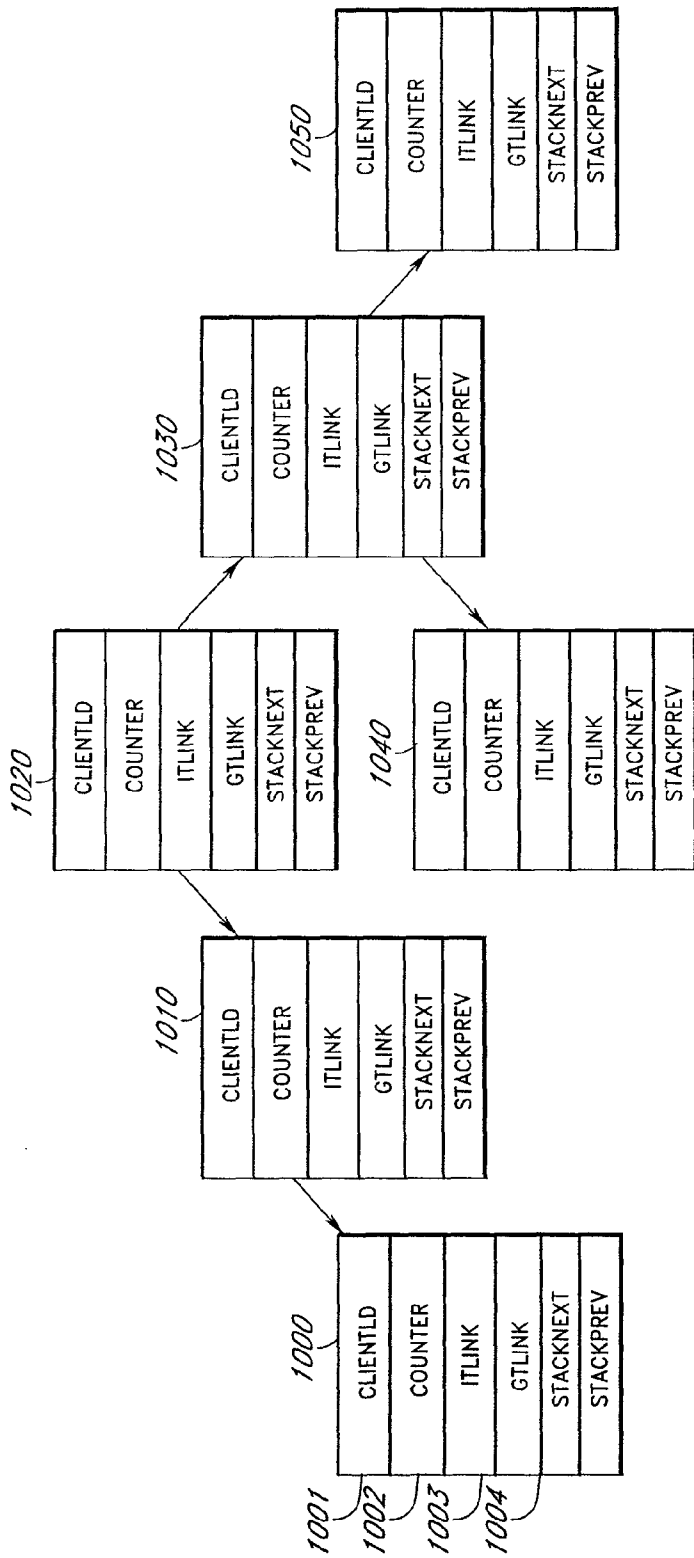 1000
1001
1002
1003
1004
CLIENTLD
COUNTER
ITLINK
GTLINK
STACKNEXT
STACKPREV
1010
CLIENTLD
COUNTER
ITLINK
GTLINK
STACKNEXT
STACKPREV
1020
CLIENTLD
COUNTER
ITLINK
GTLINK
STACKNEXT
STACKPREV
1040
CLIENTLD
COUNTER
ITLINK
GTLINK
STACKNEXT
STACKPREV
1030
CLIENTLD
COUNTER
ITLINK
GTLINK
STACKNEXT
STACKPREV
1050
CLIENTLD
COUNTER
ITLINK
GTLINK
STACKNEXT
STACKPREV